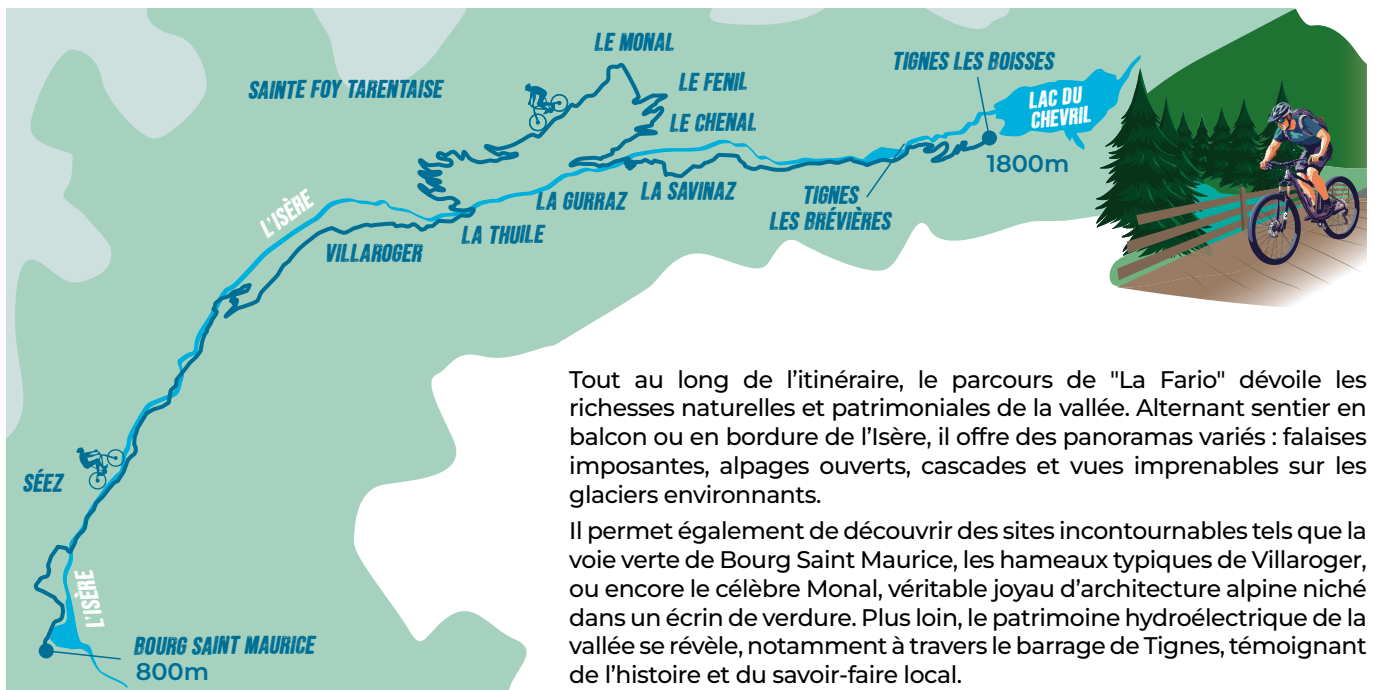 LE MONAL
SAINTE FOY TARENTAISE
LE FENIL
TIGNES LES BOISSES
LAC DU
CHEVRIL
LE CHENAL
1800m
L'ISÈRE
LA GURRAZ
LA SAVINAZ
TIGNES
LES BRÉVIÈRES
VILLAROGER
LA THUILE
SÉEZ
L'ISÈRE
BOURG SAINT MAURICE
800m
Tout au long de l’itinéraire, le parcours de "La Fario" dévoile les
richesses naturelles et patrimoniales de la vallée. Alternant sentier en
balcon ou en bordure de l’Isère, il offre des panoramas variés : falaises
imposantes, alpages ouverts, cascades et vues imprenables sur les
glaciers environnants.
Il permet également de découvrir des sites incontournables tels que la
voie verte de Bourg Saint Maurice, les hameaux typiques de Villaroger,
ou encore le célèbre Monal, véritable joyau d’architecture alpine niché
dans un écrin de verdure. Plus loin, le patrimoine hydroélectrique de la
vallée se révèle, notamment à travers le barrage de Tignes, témoignant
de l’histoire et du savoir-faire local.